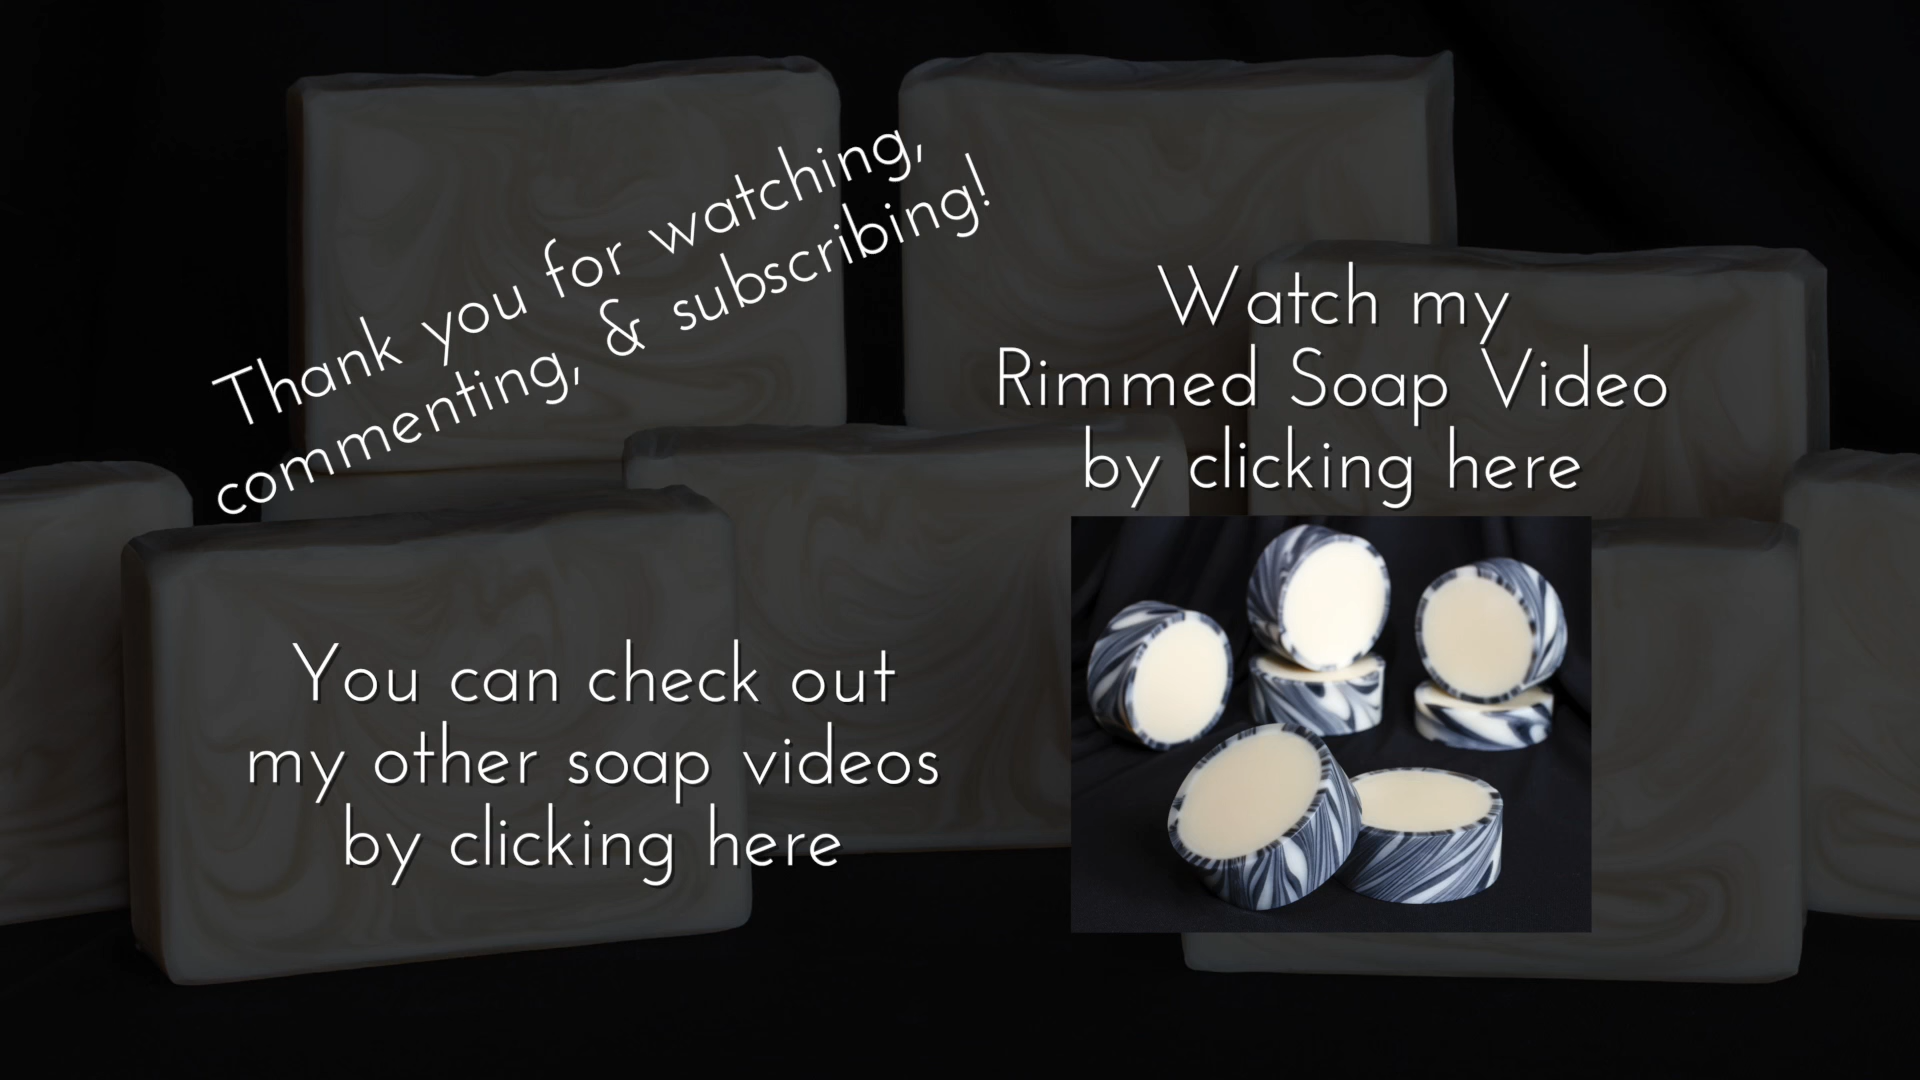 Thank you for watching,
commenting, & subscribing!
Watch my
Rimmed Soap Video
by clicking here
You can check out
my other soap videos
by clicking here